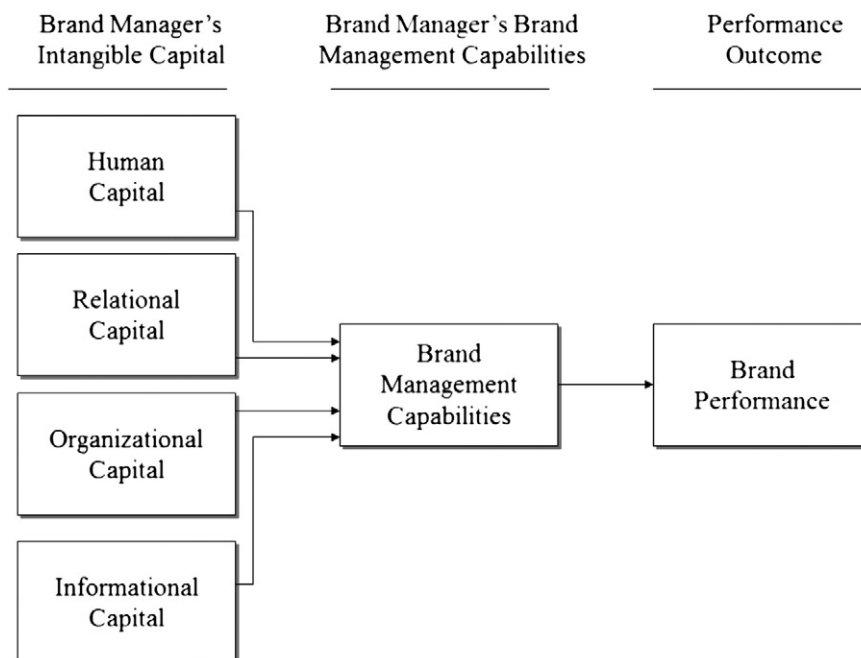 Brand Manager's
Intangible Capital
Brand Manager's Brand
Management Capabilities
Performance
Outcome
Human
Capital
Relational
Capital
Organizational
Capital
Informational
Capital
Brand
Management
Capabilities
Brand
Performance